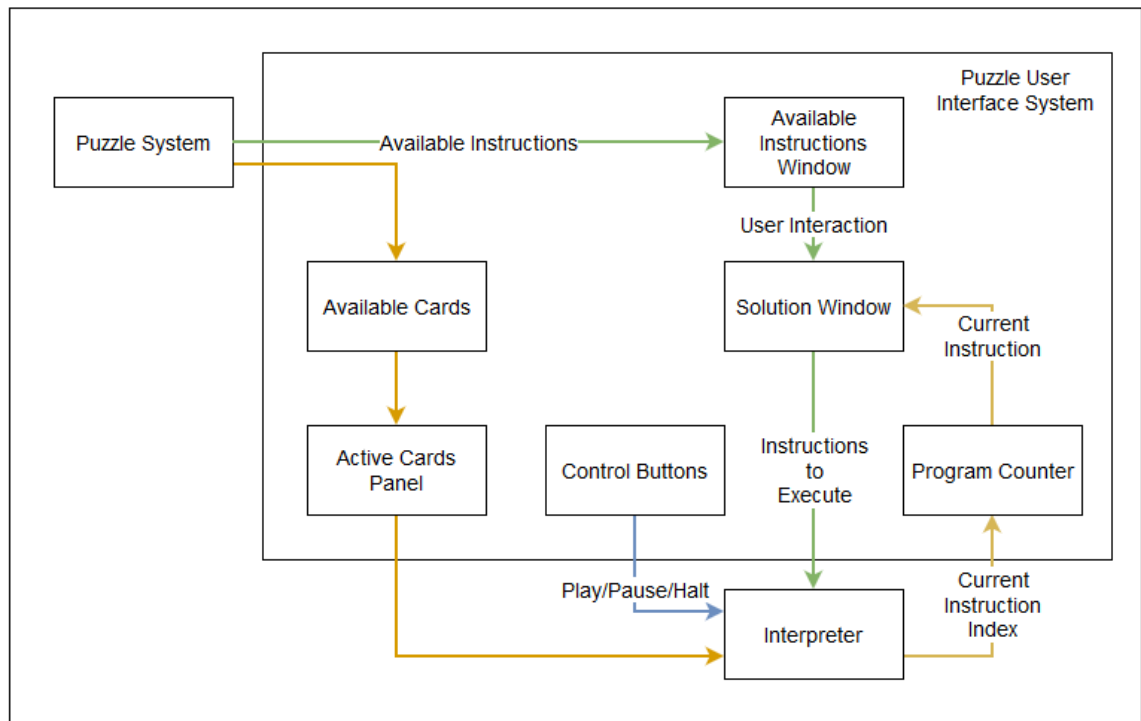 Puzzle User
Interface System
Puzzle System
Available Instructions
Available
Instructions
Window
User Interaction
Available Cards
Solution Window
Current
Instruction
Active Cards
Panel
Control Buttons
Instructions
to
Execute
Program Counter
Play/Pause/Halt
Interpreter
Current
Instruction
Index